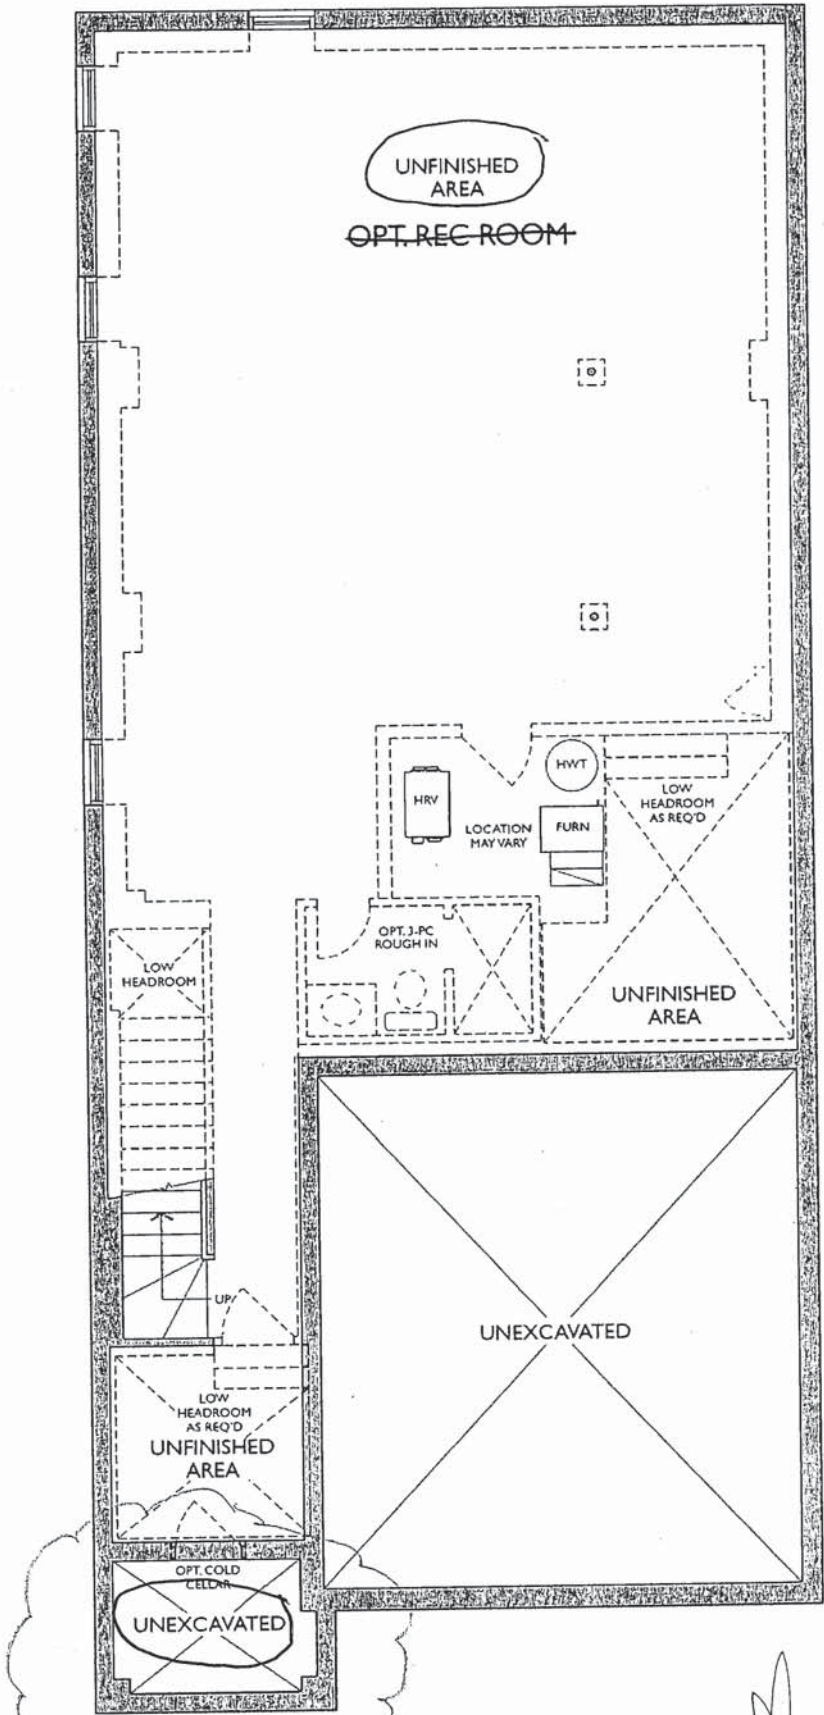 UNFINISHED
AREA
OPT. REC ROOM
HWT
HRV
LOW
HEADROOM
AS REQ'D
LOCATION
MAY VARY
FURN
OPT. 3-PC
ROUGH IN
LOW
HEADROOM
UNFINISHED
AREA
UP
UNEXCAVATED
LOW
HEADROOM
AS REQ'D
UNFINISHED
AREA
OPT. COLD
CELLAR
UNEXCAVATED